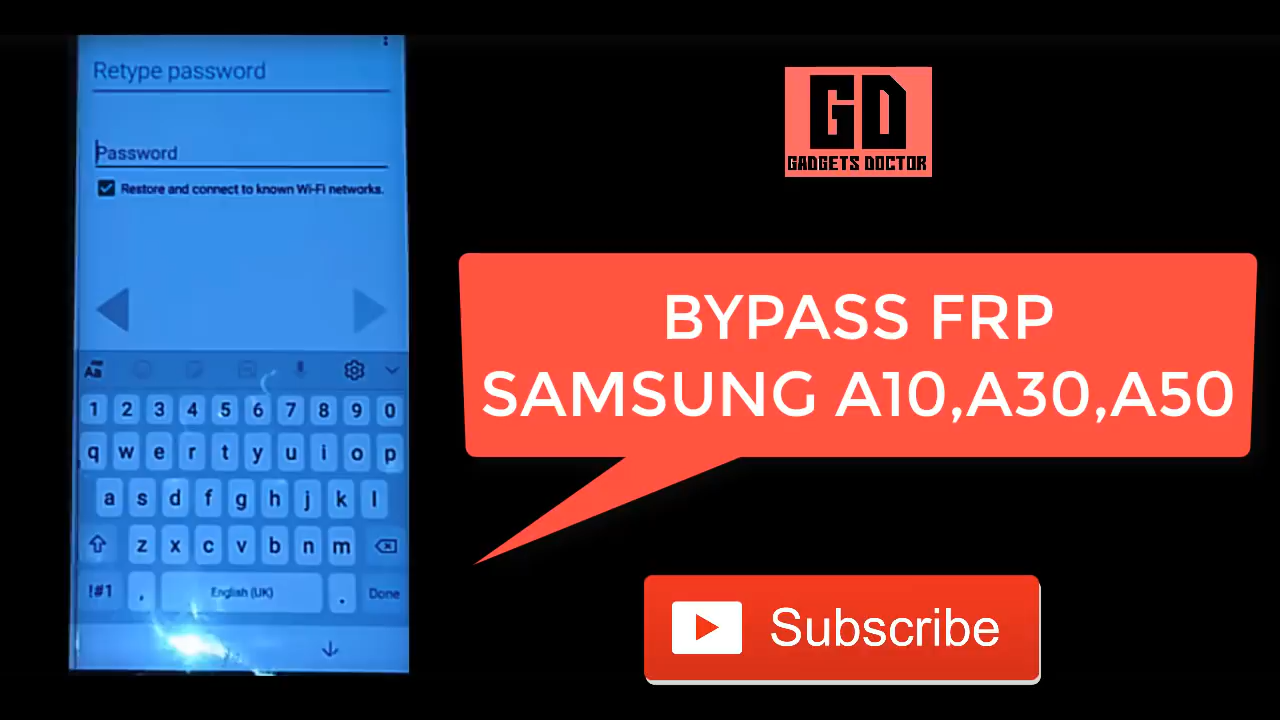 Retype password
Password
Restore and connect to known Wi-Fi networks.
1 2 3 4 5 6 7 8 9 0
q w e r t y u i o p
a s d f g h j k l
z x c v b n m
!#1 , English (UK) . Done
GD
GADGETS DOCTOR
BYPASS FRP
SAMSUNG A10,A30,A50
Subscribe